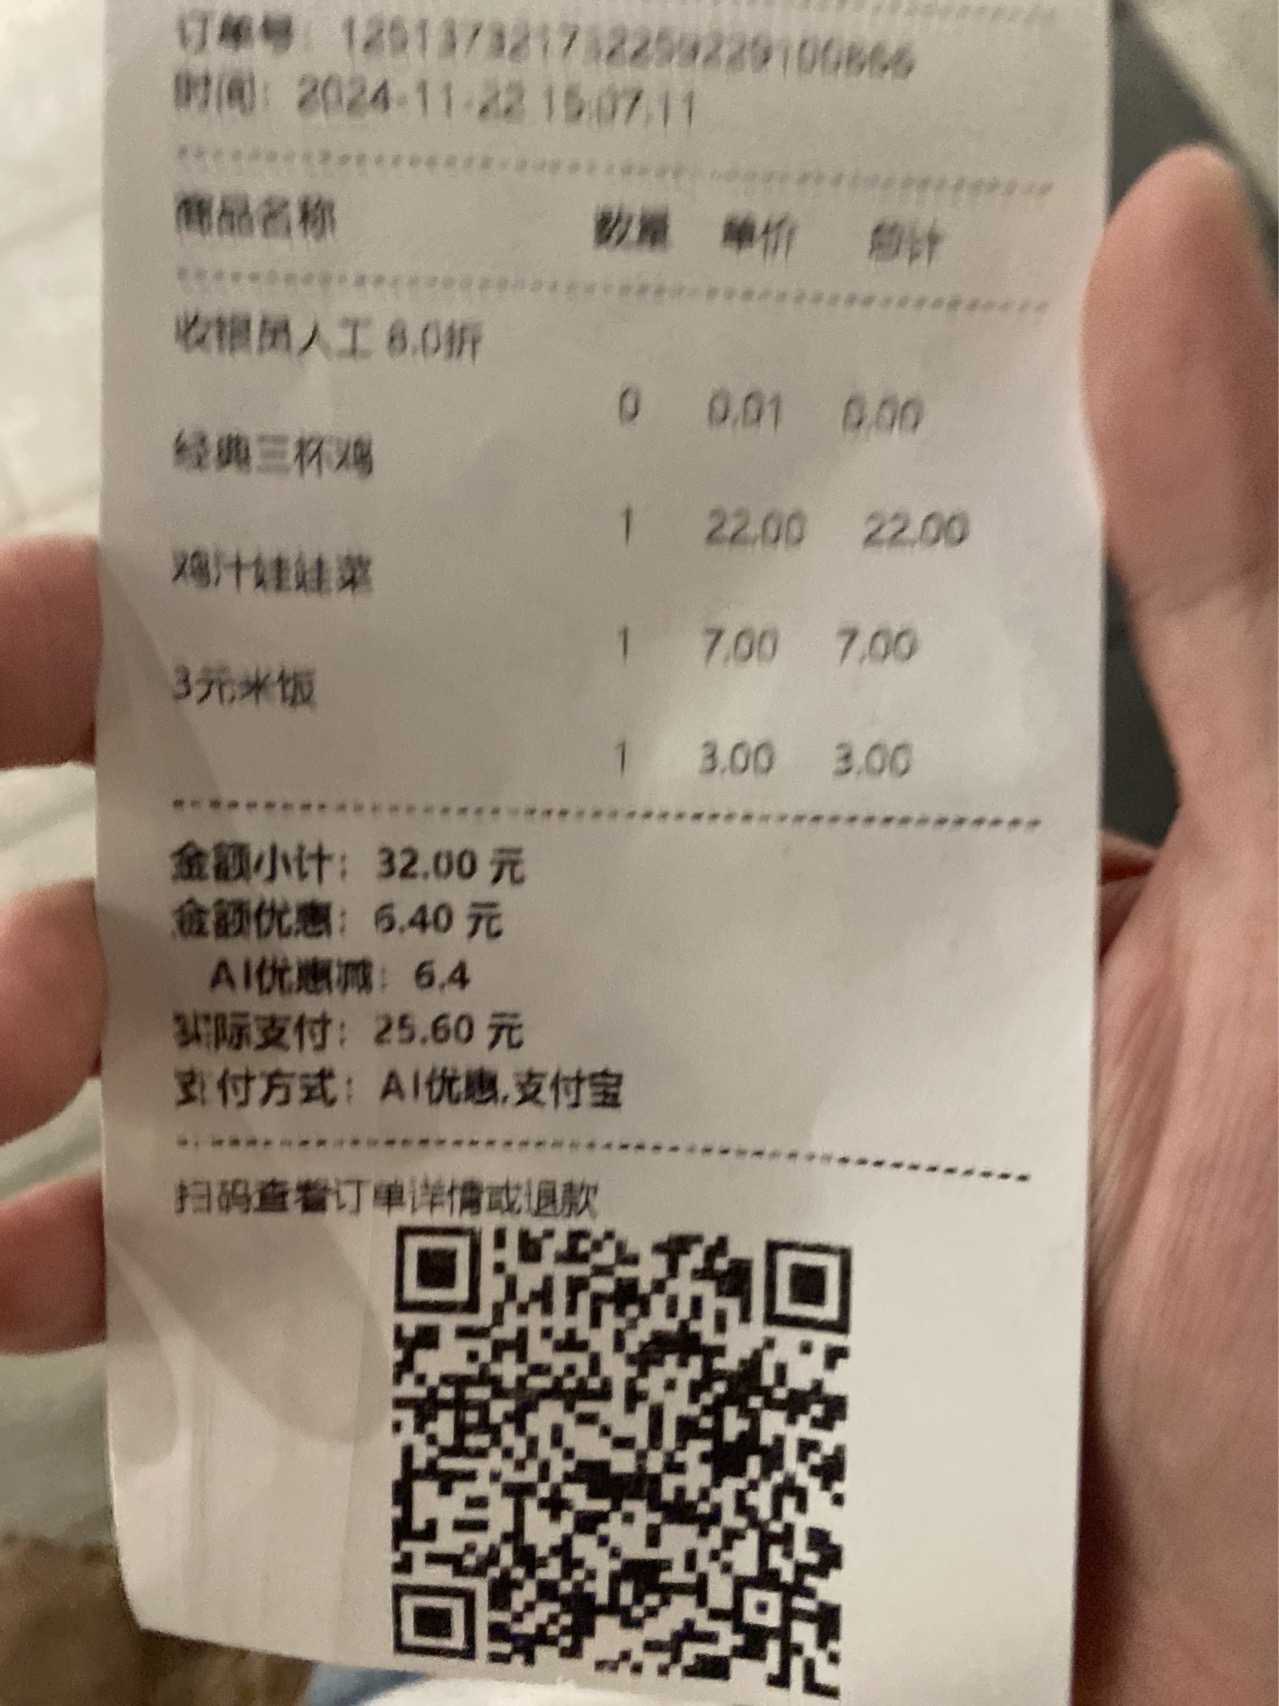 订单号：125137321732259229100666
时间：2024-11-22 15:07:11
商品名称 数量 单价 总计
收银员人工 8.0折
0 0.01 0.00
经典三杯鸡
1 22.00 22.00
鸡汁娃娃菜
1 7.00 7.00
3元米饭
1 3.00 3.00
金额小计：32.00 元
金额优惠：6.40 元
AI优惠减：6.4
实际支付：25.60 元
支付方式：AI优惠,支付宝
扫码查看订单详情或退款